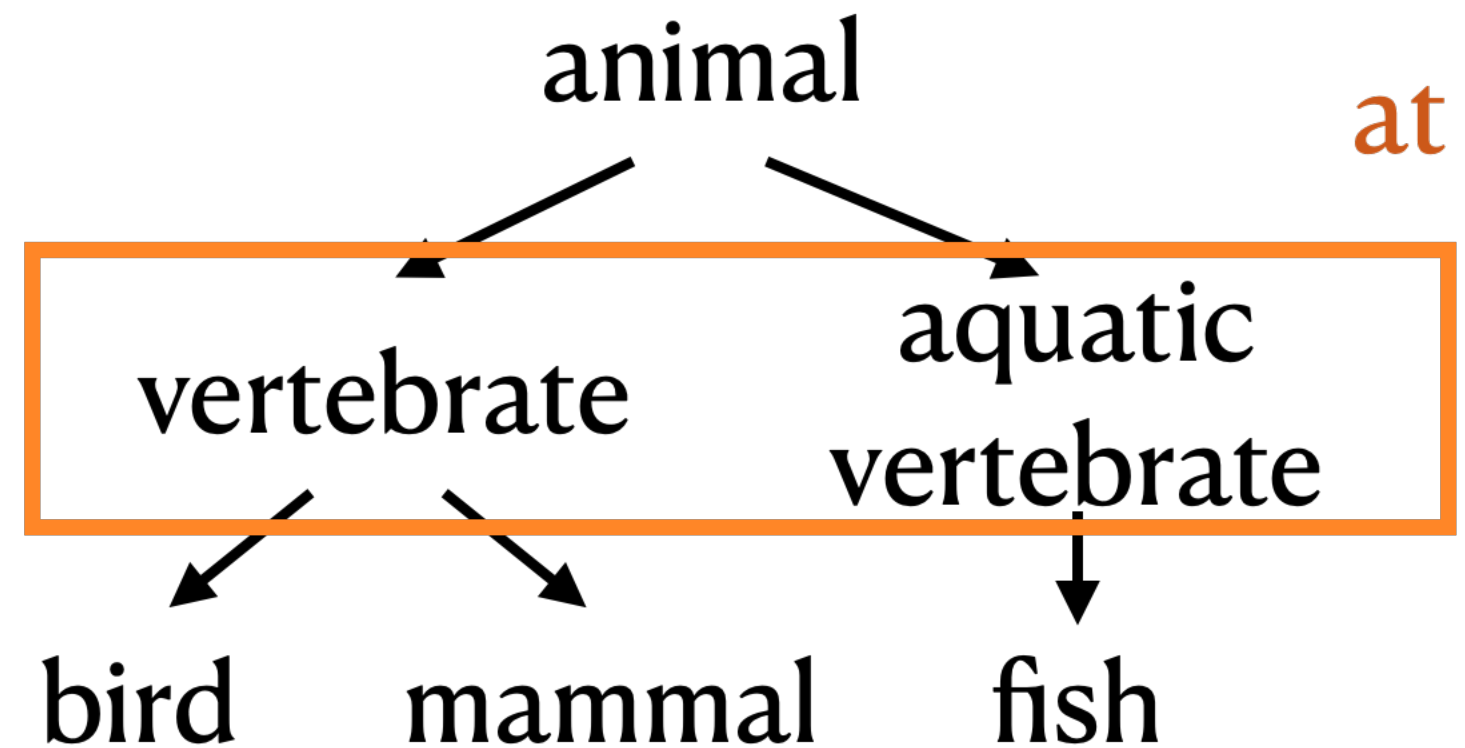 animal
at
aquatic
vertebrate
vertebrate
bird mammal fish